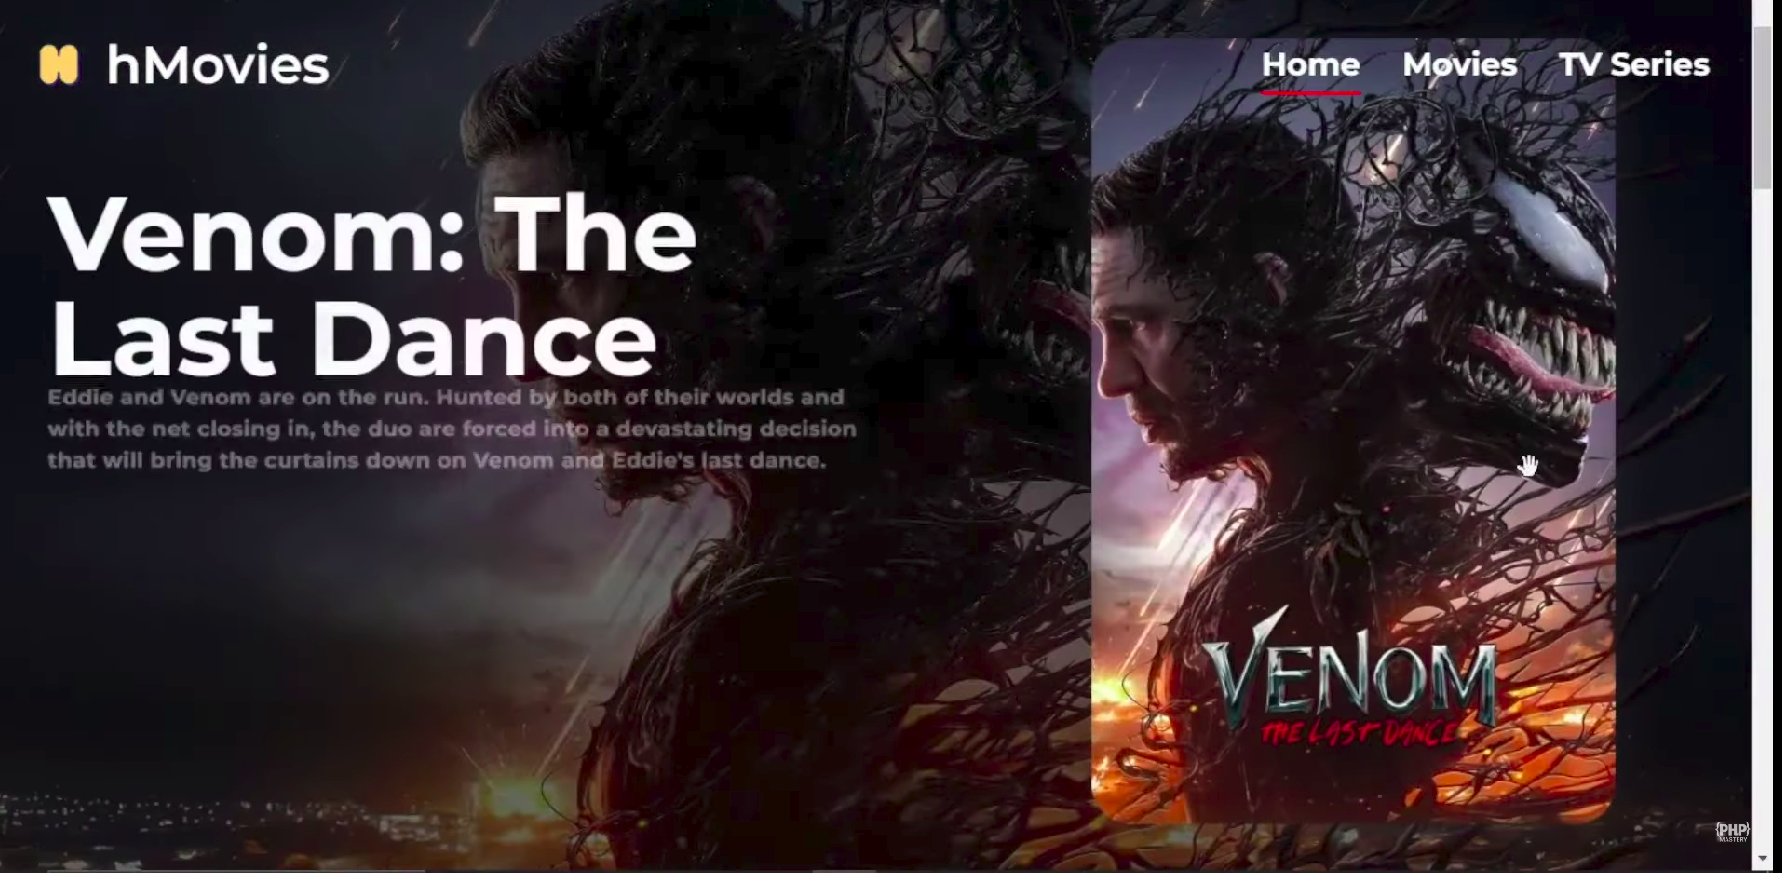 hMovies
Home Movies TV Series
Venom: The
Last Dance
Eddie and Venom are on the run. Hunted by both of their worlds and
with the net closing in, the duo are forced into a devastating decision
that will bring the curtains down on Venom and Eddie's last dance.
VENOM
THE LAST DANCE
{PHP}
MASTERY